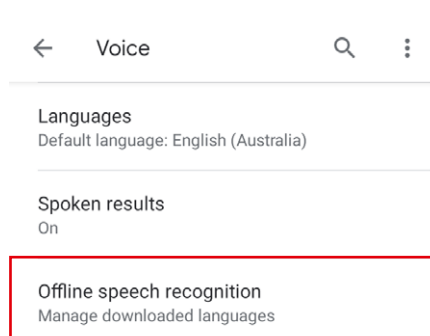 Voice
Languages
Default language: English (Australia)
Spoken results
On
Offline speech recognition
Manage downloaded languages